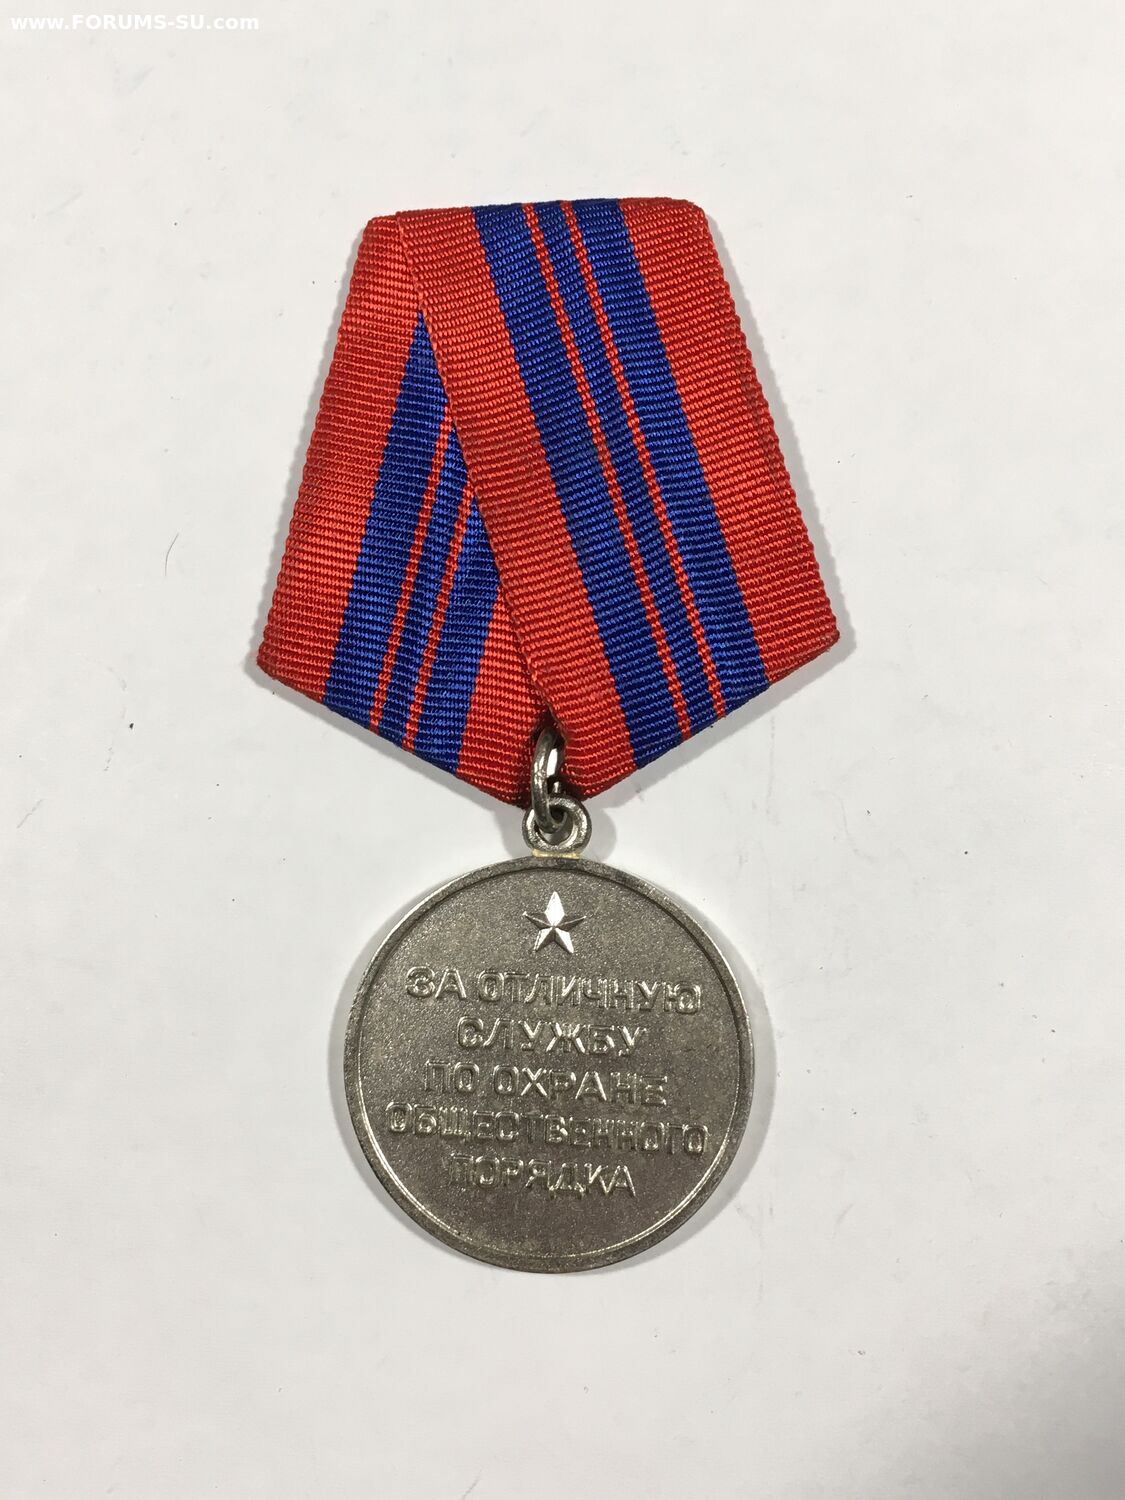 www.FORUMS-SU.com
ЗА ОТЛИЧНУЮ
СЛУЖБУ
ПО ОХРАНЕ
ОБЩЕСТВЕННОГО
ПОРЯДКА